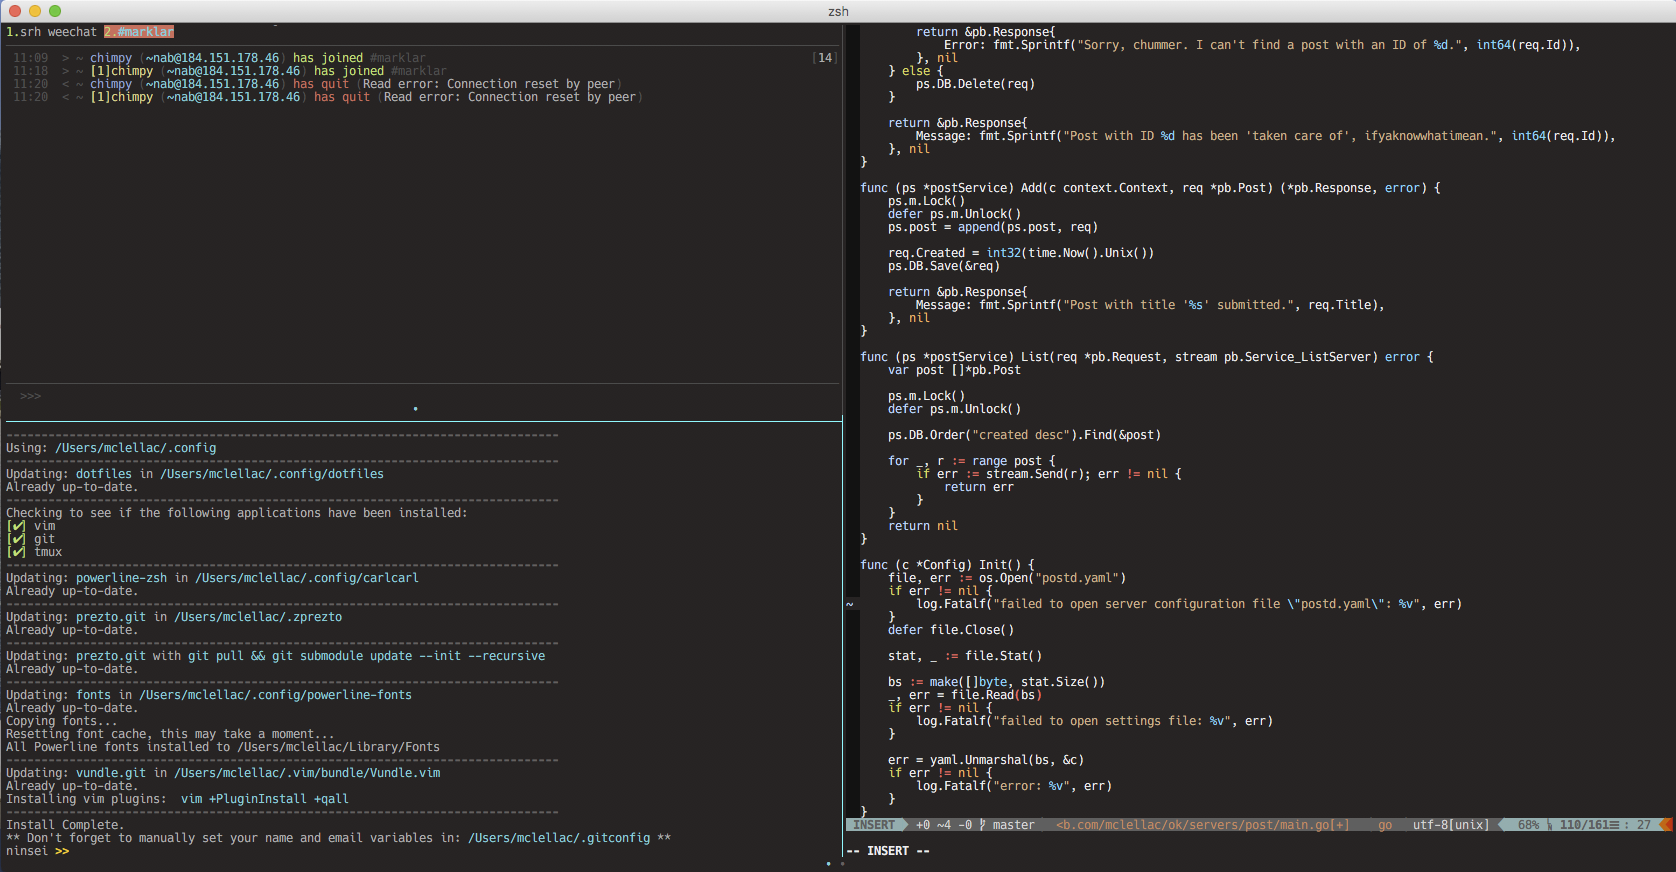 zsh
1.srh weechat 2.#marklar
11:09 > ~ chimpy (~nab@184.151.178.46) has joined #marklar [14]
11:18 > ~ [1]chimpy (~nab@184.151.178.46) has joined #marklar
11:20 < ~ chimpy (~nab@184.151.178.46) has quit (Read error: Connection reset by peer)
11:20 < ~ [1]chimpy (~nab@184.151.178.46) has quit (Read error: Connection reset by peer)
>>>
Using: /Users/mclellac/.config
Updating: dotfiles in /Users/mclellac/.config/dotfiles
Already up-to-date.
Checking to see if the following applications have been installed:
[✔] vim
[✔] git
[✔] tmux
Updating: powerline-zsh in /Users/mclellac/.config/carlcarl
Already up-to-date.
Updating: prezto.git in /Users/mclellac/.zprezto
Already up-to-date.
Updating: prezto.git with git pull && git submodule update --init --recursive
Already up-to-date.
Updating: fonts in /Users/mclellac/.config/powerline-fonts
Already up-to-date.
Copying fonts...
Resetting font cache, this may take a moment...
All Powerline fonts installed to /Users/mclellac/Library/Fonts
Updating: vundle.git in /Users/mclellac/.vim/bundle/Vundle.vim
Already up-to-date.
Installing vim plugins:  vim +PluginInstall +qall
Install Complete.
** Don't forget to manually set your name and email variables in: /Users/mclellac/.gitconfig **
ninsei >>
return &pb.Response{
Error: fmt.Sprintf("Sorry, chummer. I can't find a post with an ID of %d.", int64(req.Id)),
}, nil
} else {
ps.DB.Delete(req)
}
return &pb.Response{
Message: fmt.Sprintf("Post with ID %d has been 'taken care of', ifyaknowwhatimean.", int64(req.Id)),
}, nil
}
func (ps *postService) Add(c context.Context, req *pb.Post) (*pb.Response, error) {
ps.m.Lock()
defer ps.m.Unlock()
ps.post = append(ps.post, req)
req.Created = int32(time.Now().Unix())
ps.DB.Save(&req)
return &pb.Response{
Message: fmt.Sprintf("Post with title '%s' submitted.", req.Title),
}, nil
}
func (ps *postService) List(req *pb.Request, stream pb.Service_ListServer) error {
var post []*pb.Post
ps.m.Lock()
defer ps.m.Unlock()
ps.DB.Order("created desc").Find(&post)
for _, r := range post {
if err := stream.Send(r); err != nil {
return err
}
}
return nil
}
func (c *Config) Init() {
file, err := os.Open("postd.yaml")
if err != nil {
~ log.Fatalf("failed to open server configuration file \"postd.yaml\": %v", err)
}
defer file.Close()
stat, _ := file.Stat()
bs := make([]byte, stat.Size())
_, err = file.Read(bs)
if err != nil {
log.Fatalf("failed to open settings file: %v", err)
}
err = yaml.Unmarshal(bs, &c)
if err != nil {
log.Fatalf("error: %v", err)
}
}
INSERT +0 ~4 -0 master <b.com/mclellac/ok/servers/post/main.go[+] go utf-8[unix] 68% 110/161 : 27
-- INSERT --